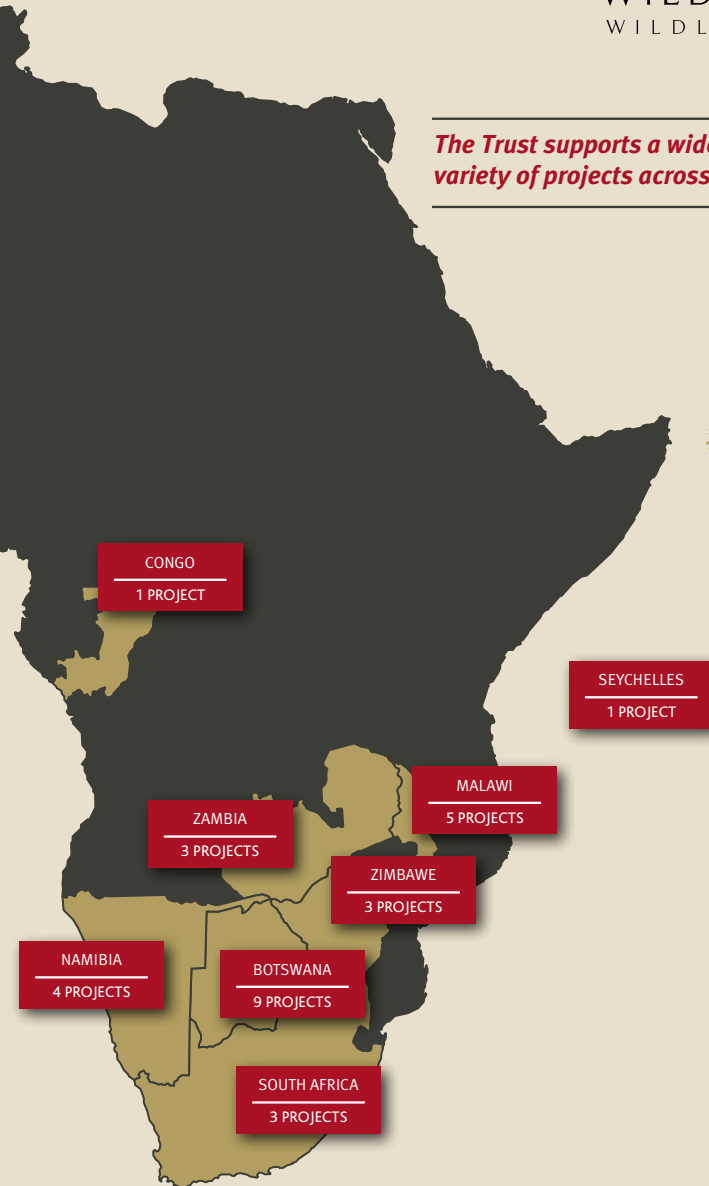 WILDL
The Trust supports a wide
variety of projects across
CONGO
1 PROJECT
SEYCHELLES
1 PROJECT
MALAWI
5 PROJECTS
ZAMBIA
3 PROJECTS
ZIMBAWE
3 PROJECTS
NAMIBIA
4 PROJECTS
BOTSWANA
9 PROJECTS
SOUTH AFRICA
3 PROJECTS